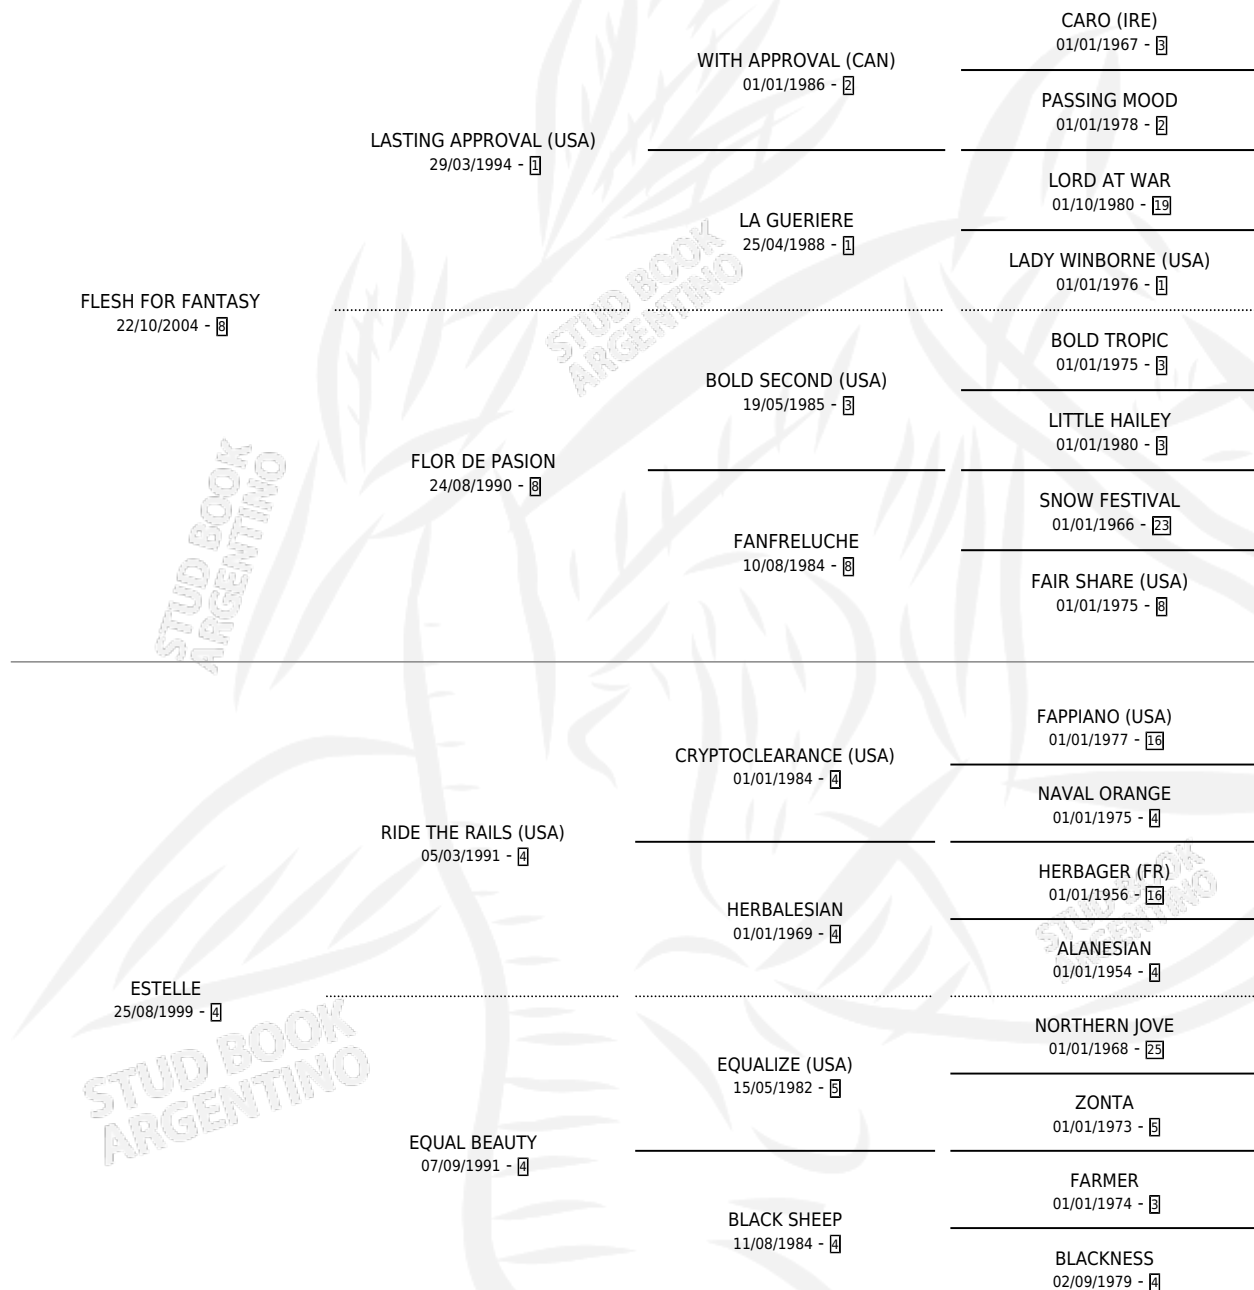 CARO (IRE)
01/01/1967 - 3
WITH APPROVAL (CAN)
01/01/1986 - 2
PASSING MOOD
01/01/1978 - 2
LASTING APPROVAL (USA)
29/03/1994 - 1
LORD AT WAR
01/10/1980 - 19
LA GUERIERE
25/04/1988 - 1
LADY WINBORNE (USA)
01/01/1976 - 1
FLESH FOR FANTASY
22/10/2004 - 8
BOLD TROPIC
01/01/1975 - 3
BOLD SECOND (USA)
19/05/1985 - 3
LITTLE HAILEY
01/01/1980 - 3
FLOR DE PASION
24/08/1990 - 8
SNOW FESTIVAL
01/01/1966 - 23
FANFRELUCHE
10/08/1984 - 8
FAIR SHARE (USA)
01/01/1975 - 8
STUD BOOK
ARGENTINO
STUD BOOK
ARGENTINO
FAPPIANO (USA)
01/01/1977 - 16
CRYPTOCLEARANCE (USA)
01/01/1984 - 4
NAVAL ORANGE
01/01/1975 - 4
RIDE THE RAILS (USA)
05/03/1991 - 4
HERBAGER (FR)
01/01/1956 - 16
HERBALESIAN
01/01/1969 - 4
ALANESIAN
01/01/1954 - 4
STUD BOOK
ARGENTINO
ESTELLE
25/08/1999 - 4
NORTHERN JOVE
01/01/1968 - 25
EQUALIZE (USA)
15/05/1982 - 5
ZONTA
01/01/1973 - 5
STUD BOOK
ARGENTINO
EQUAL BEAUTY
07/09/1991 - 4
FARMER
01/01/1974 - 3
BLACK SHEEP
11/08/1984 - 4
BLACKNESS
02/09/1979 - 4